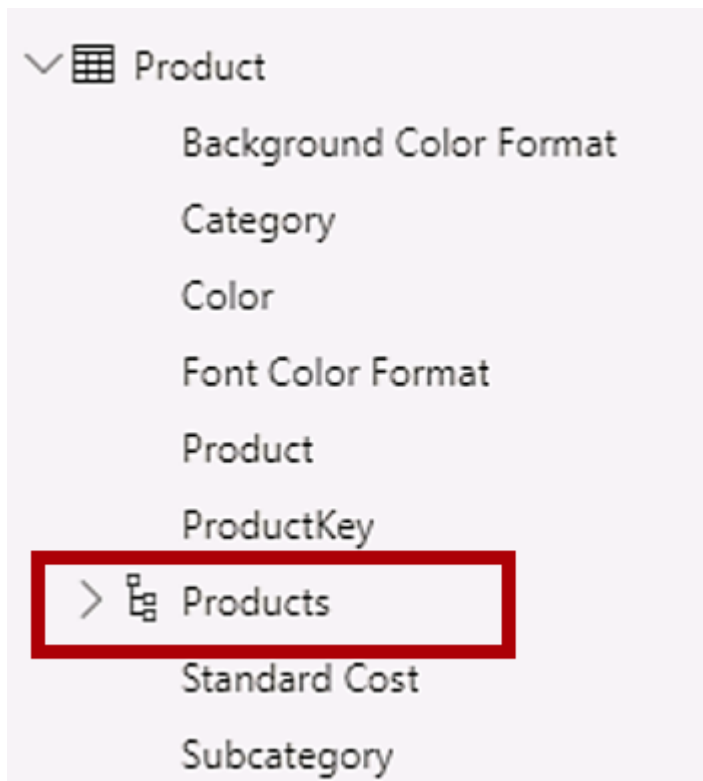 Product
Background Color Format
Category
Color
Font Color Format
Product
ProductKey
Products
Standard Cost
Subcategory